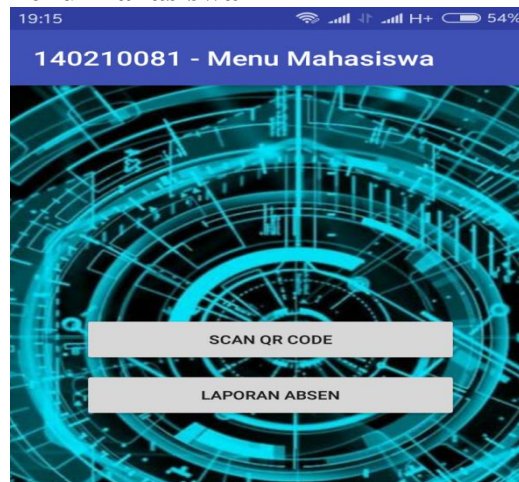 19:15 H+ 54%
140210081 - Menu Mahasiswa
SCAN QR CODE
LAPORAN ABSEN